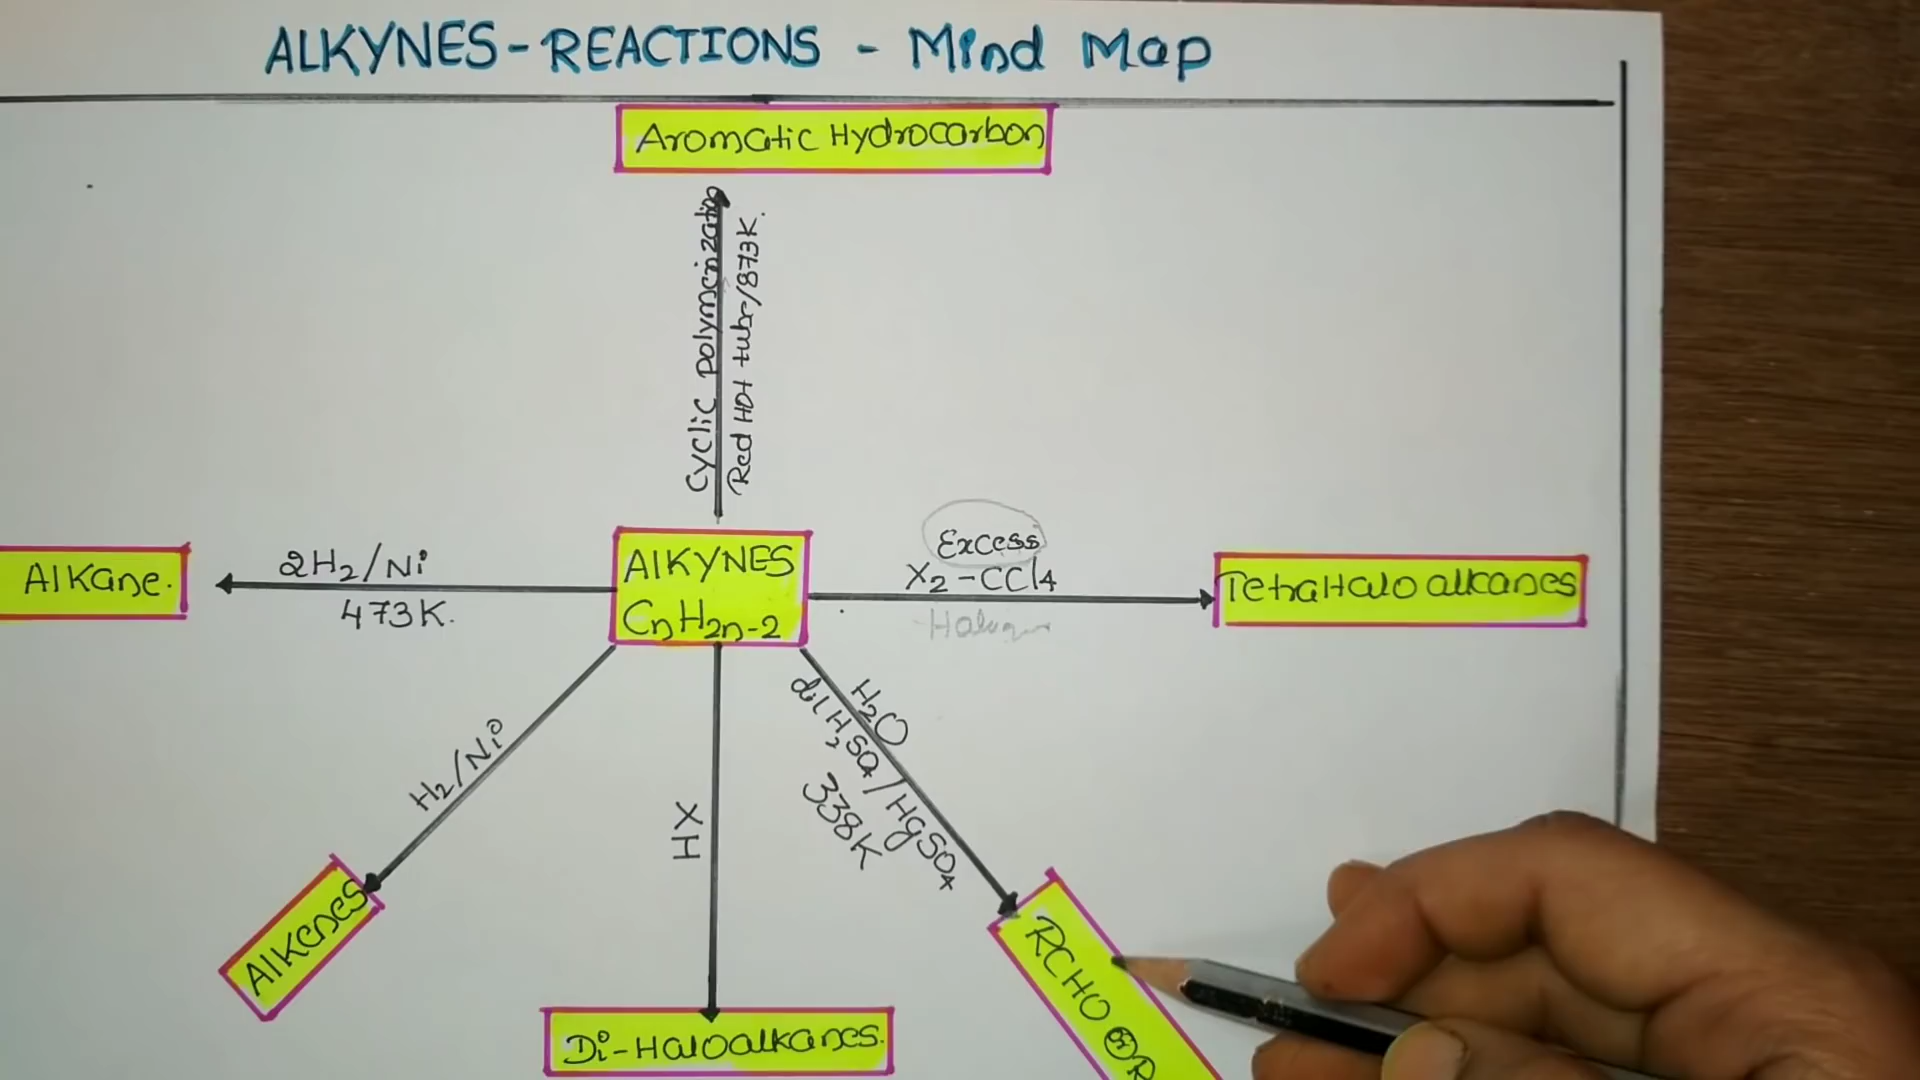 ALKYNES-REACTIONS - Mind Map
Aromatic Hydrocarbon
Cyclic Polymerization
Red Hot tube/873K.
Alkane.
2H2/Ni
473K.
AlKYNES
CnH2n-2
Excess
X2-CCl4
TetraHalo alkanes
H2/Ni
Alkenes
HX
Di-Haloalkanes.
H2O
dil H2SO4/HgSO4
338K
RCHO